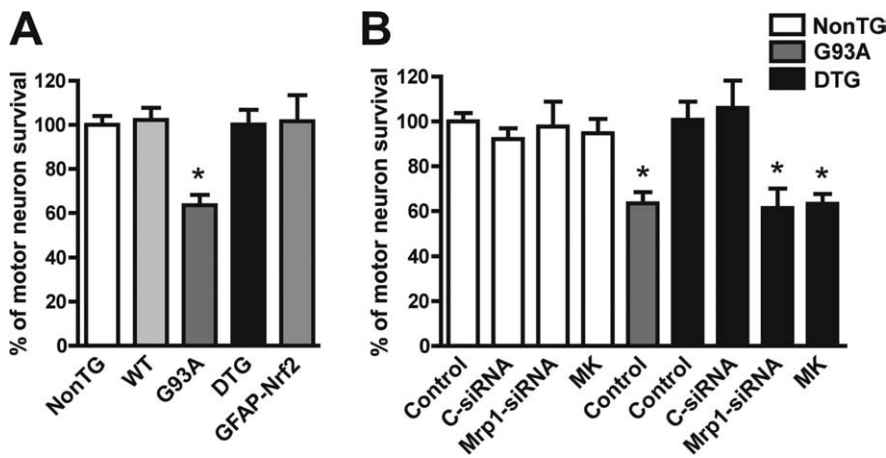 A
% of motor neuron survival
120
100
80
60
40
20
0
*
NonTG
WT
G93A
DTG
GFAP-Nrf2
B
NonTG
G93A
DTG
% of motor neuron survival
120
100
80
60
40
20
0
*
*
*
Control
C-siRNA
Mrp1-siRNA
MK
Control
Control
C-siRNA
Mrp1-siRNA
MK